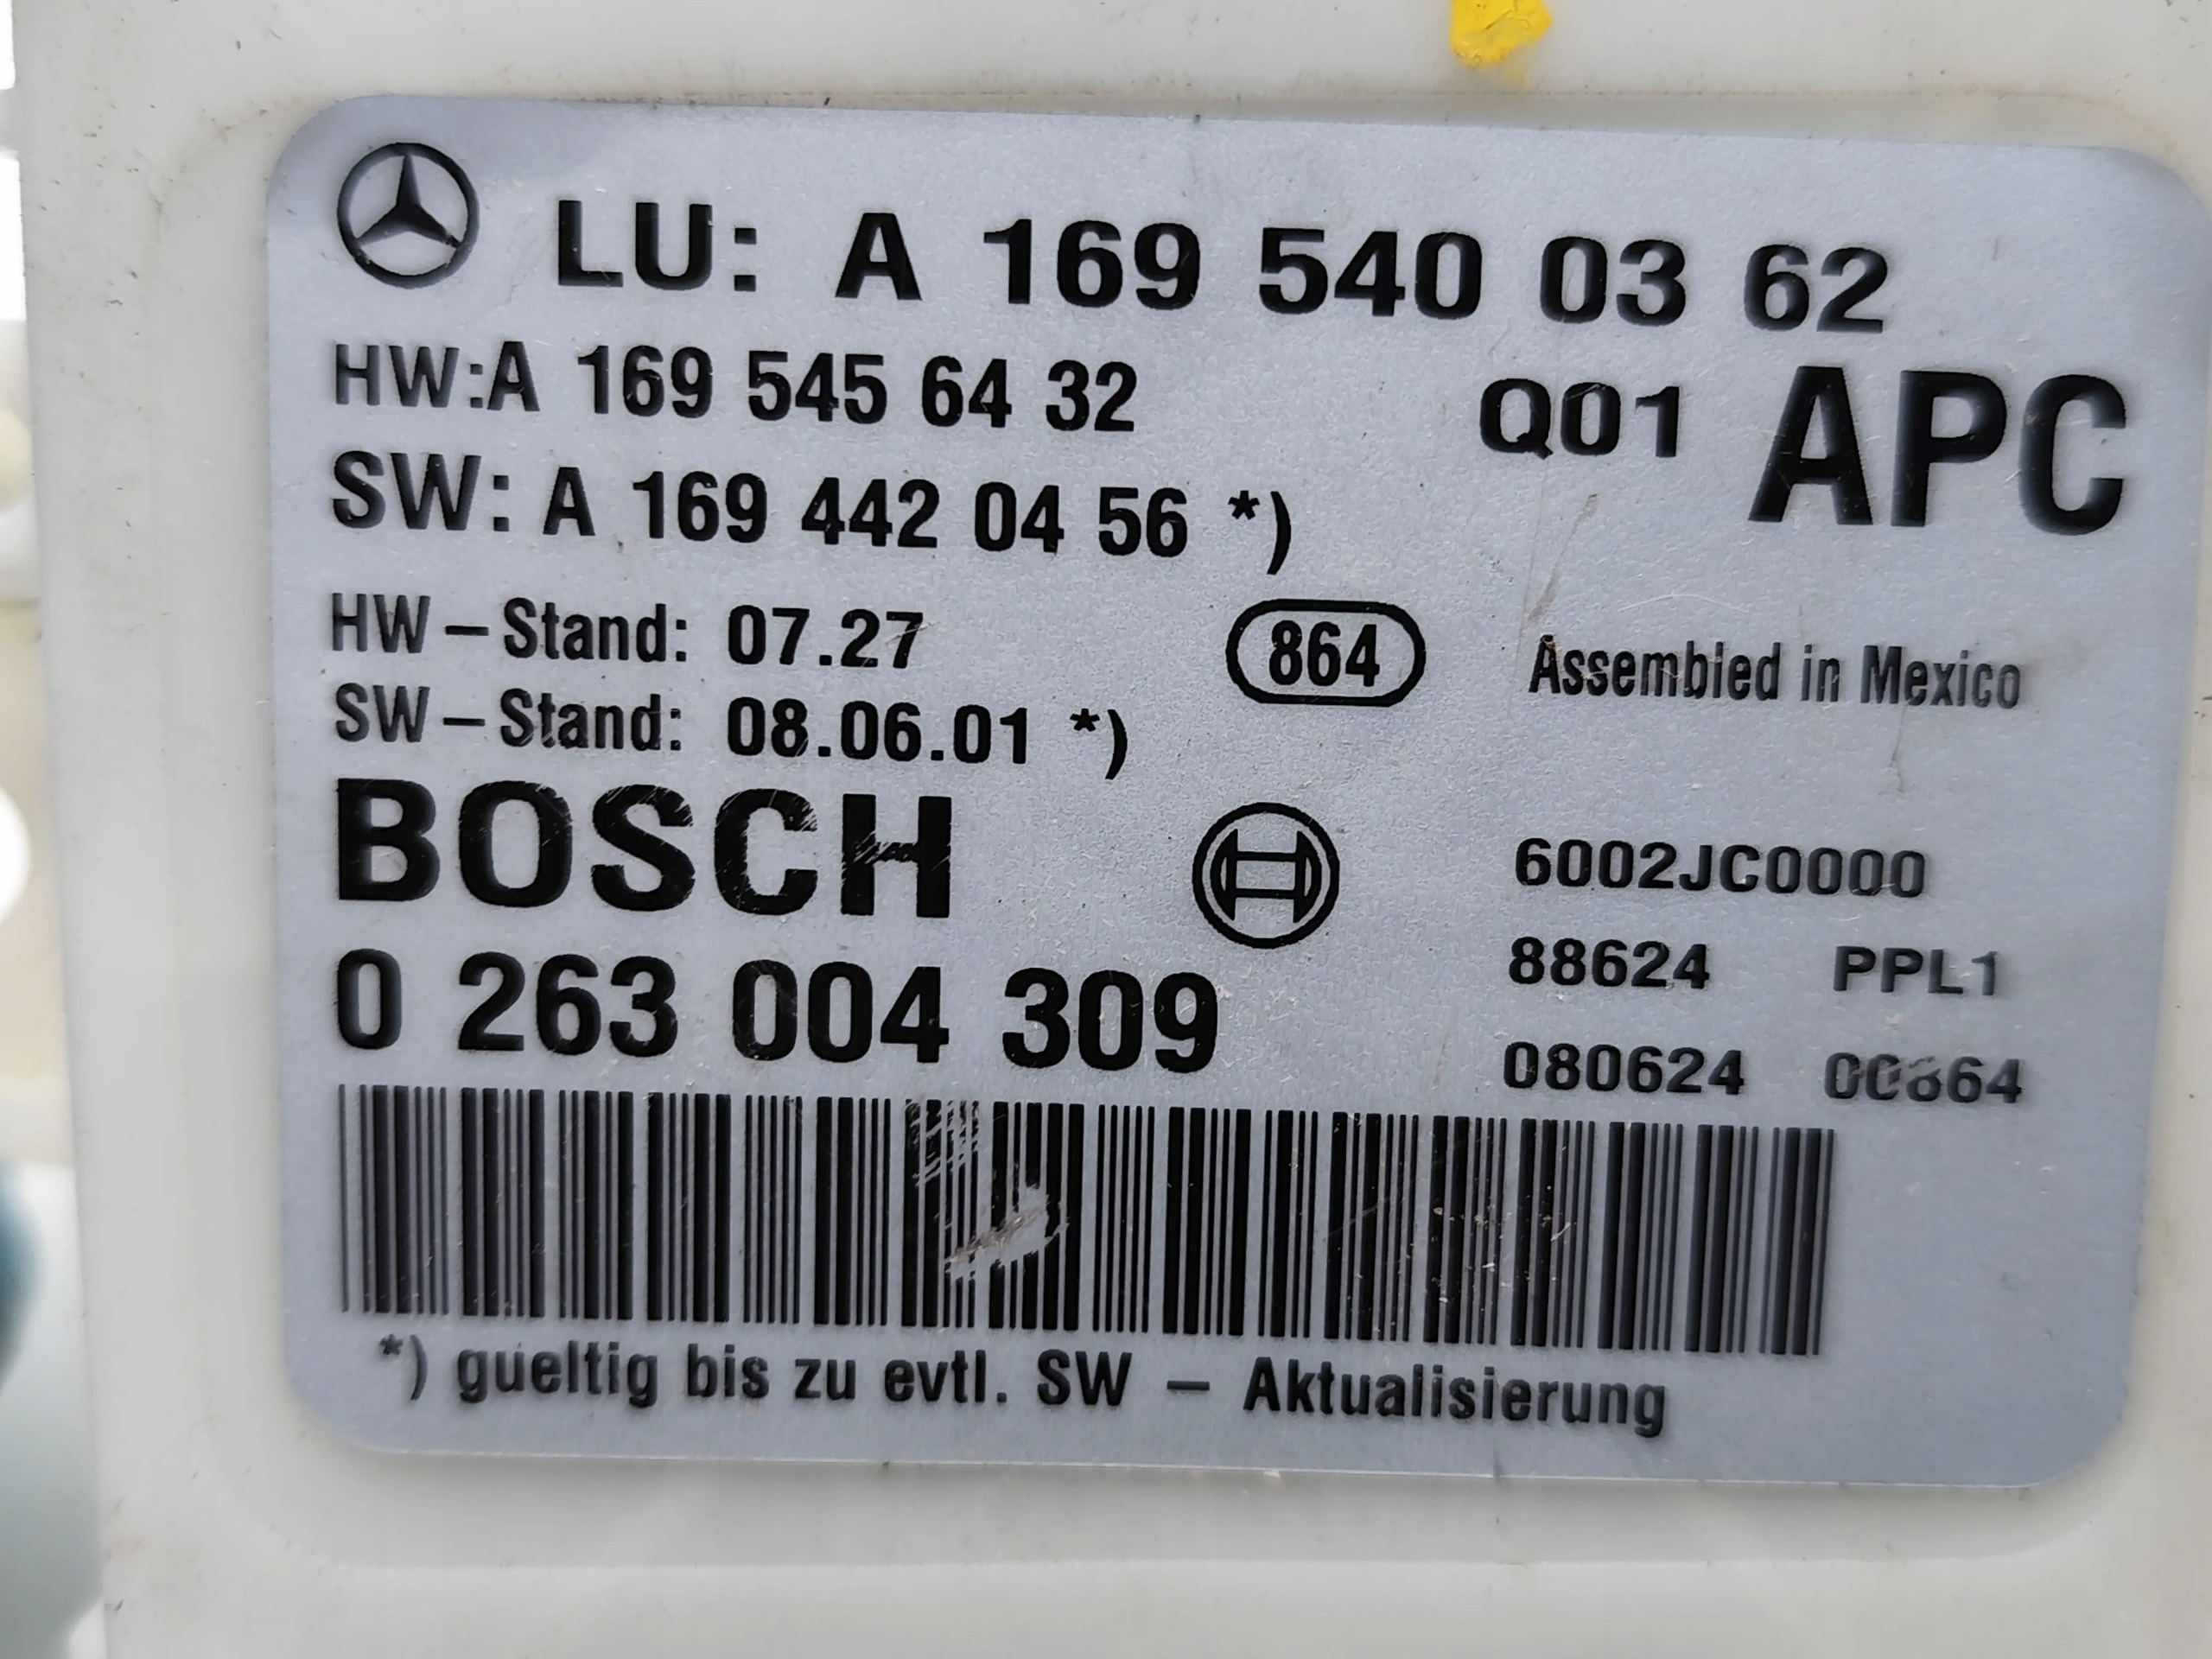 LU: A 169 540 03 62
HW:A 169 545 64 32 Q01 APC
SW: A 169 442 04 56 *)
HW – Stand: 07.27 864 Assembled in Mexico
SW – Stand: 08.06.01 *)
BOSCH 6002JC0000
0 263 004 309 88624 PPL1
080624 00864
*) gueltig bis zu evtl. SW – Aktualisierung